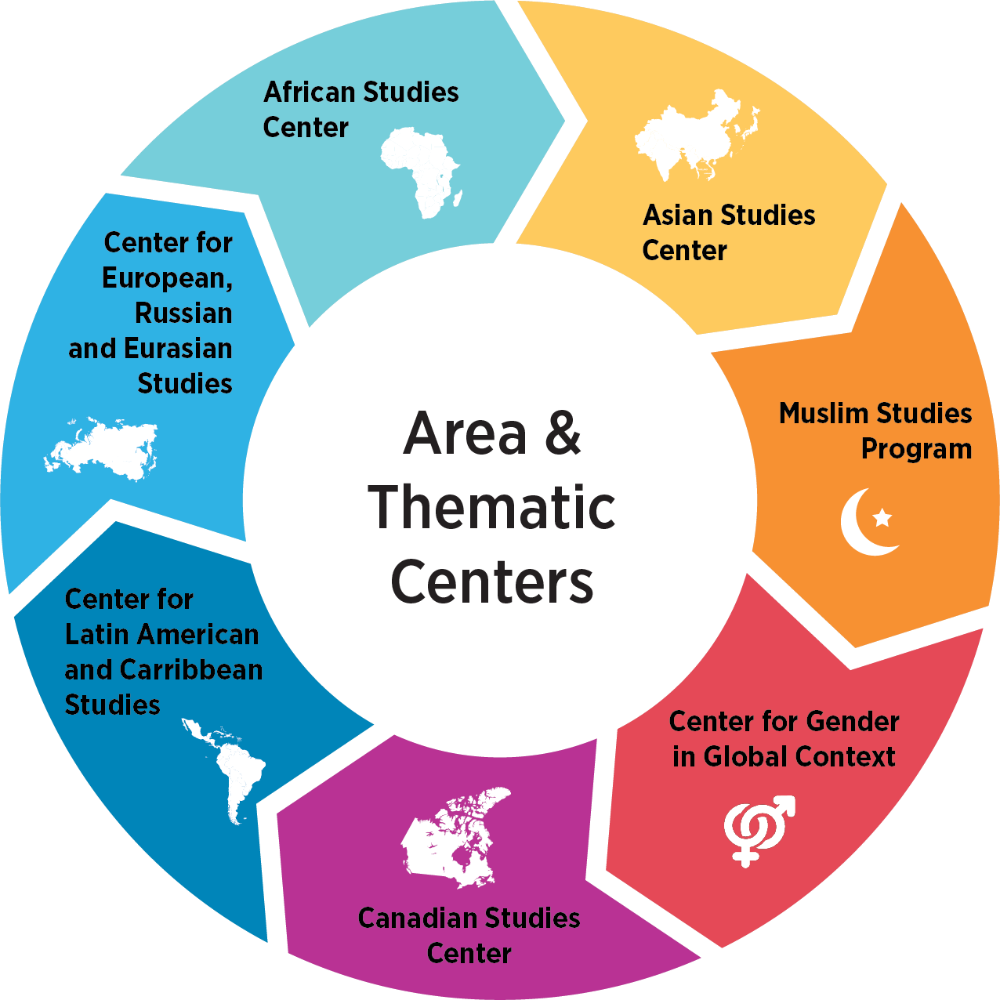 African Studies
Center
Asian Studies
Center
Muslim Studies
Program
Center for Gender
in Global Context
Canadian Studies
Center
Center for
Latin American
and Carribbean
Studies
Center for
European,
Russian
and Eurasian
Studies
Area &
Thematic
Centers